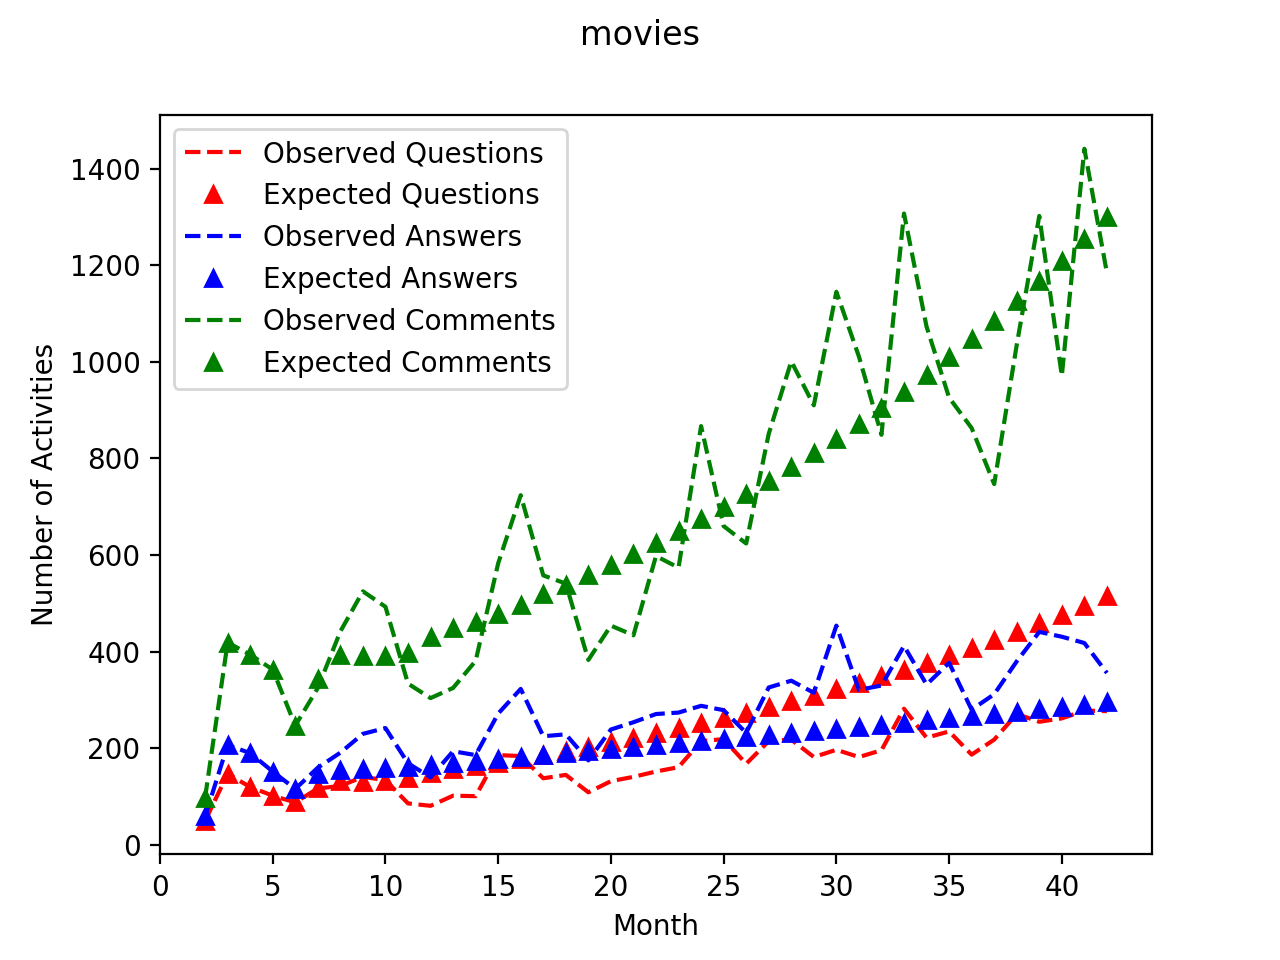 movies
Observed Questions
Expected Questions
Observed Answers
Expected Answers
Observed Comments
Expected Comments
Number of Activities
1400
1200
1000
800
600
400
200
0
0 5 10 15 20 25 30 35 40
Month